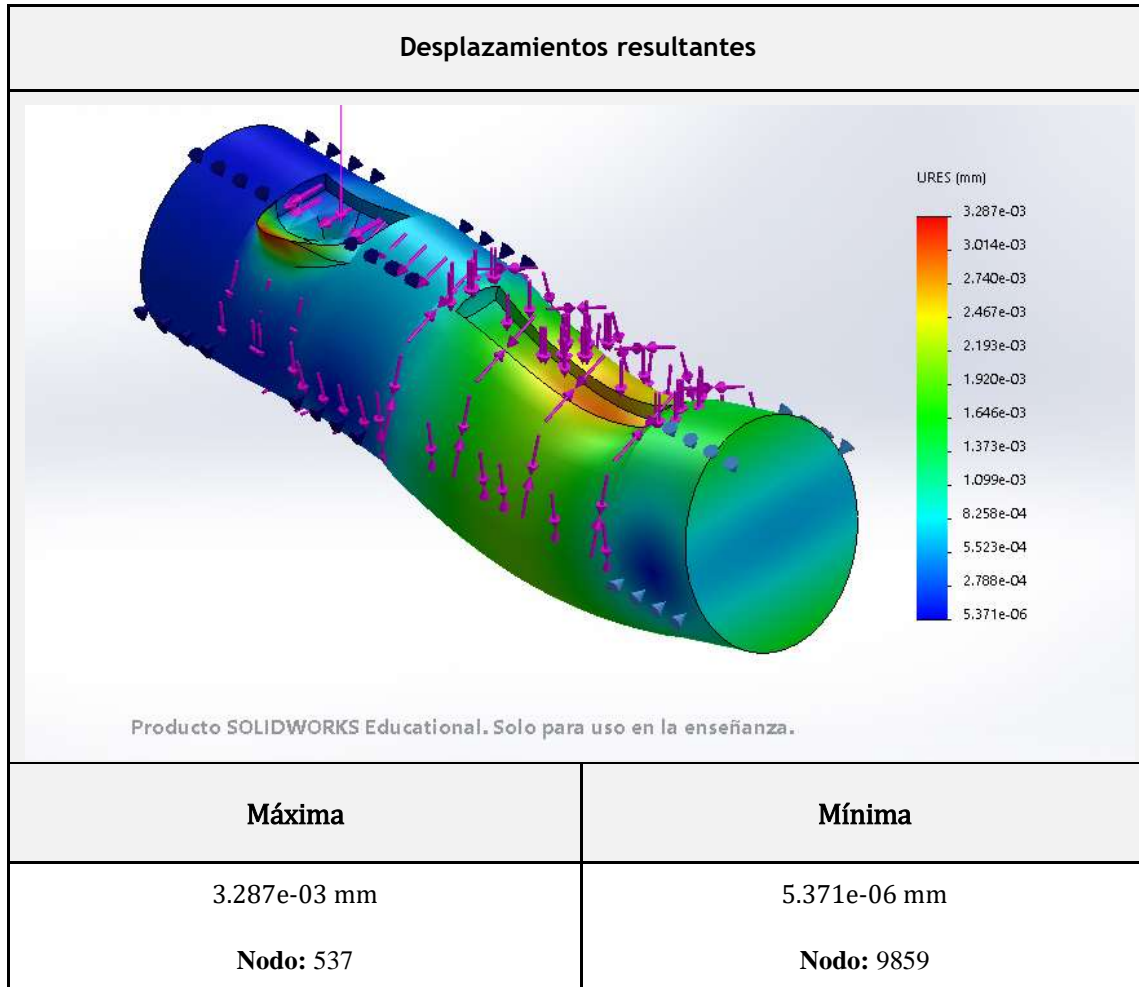 Desplazamientos resultantes
URES (mm)
3.287e-03
3.014e-03
2.740e-03
2.467e-03
2.193e-03
1.920e-03
1.646e-03
1.373e-03
1.099e-03
8.258e-04
5.523e-04
2.788e-04
5.371e-06
Producto SOLIDWORKS Educational. Solo para uso en la enseñanza.
Máxima
Mínima
3.287e-03 mm
5.371e-06 mm
Nodo: 537
Nodo: 9859